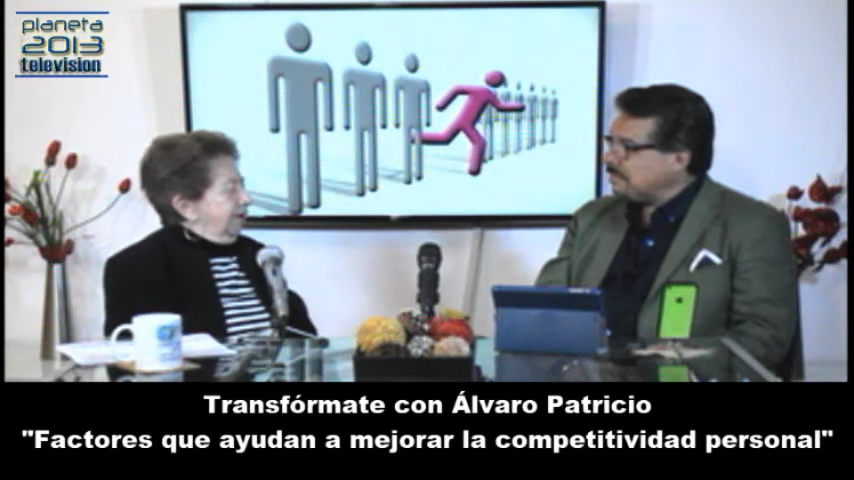 planeta
2013
television
Transfórmate con Álvaro Patricio
"Factores que ayudan a mejorar la competitividad personal"